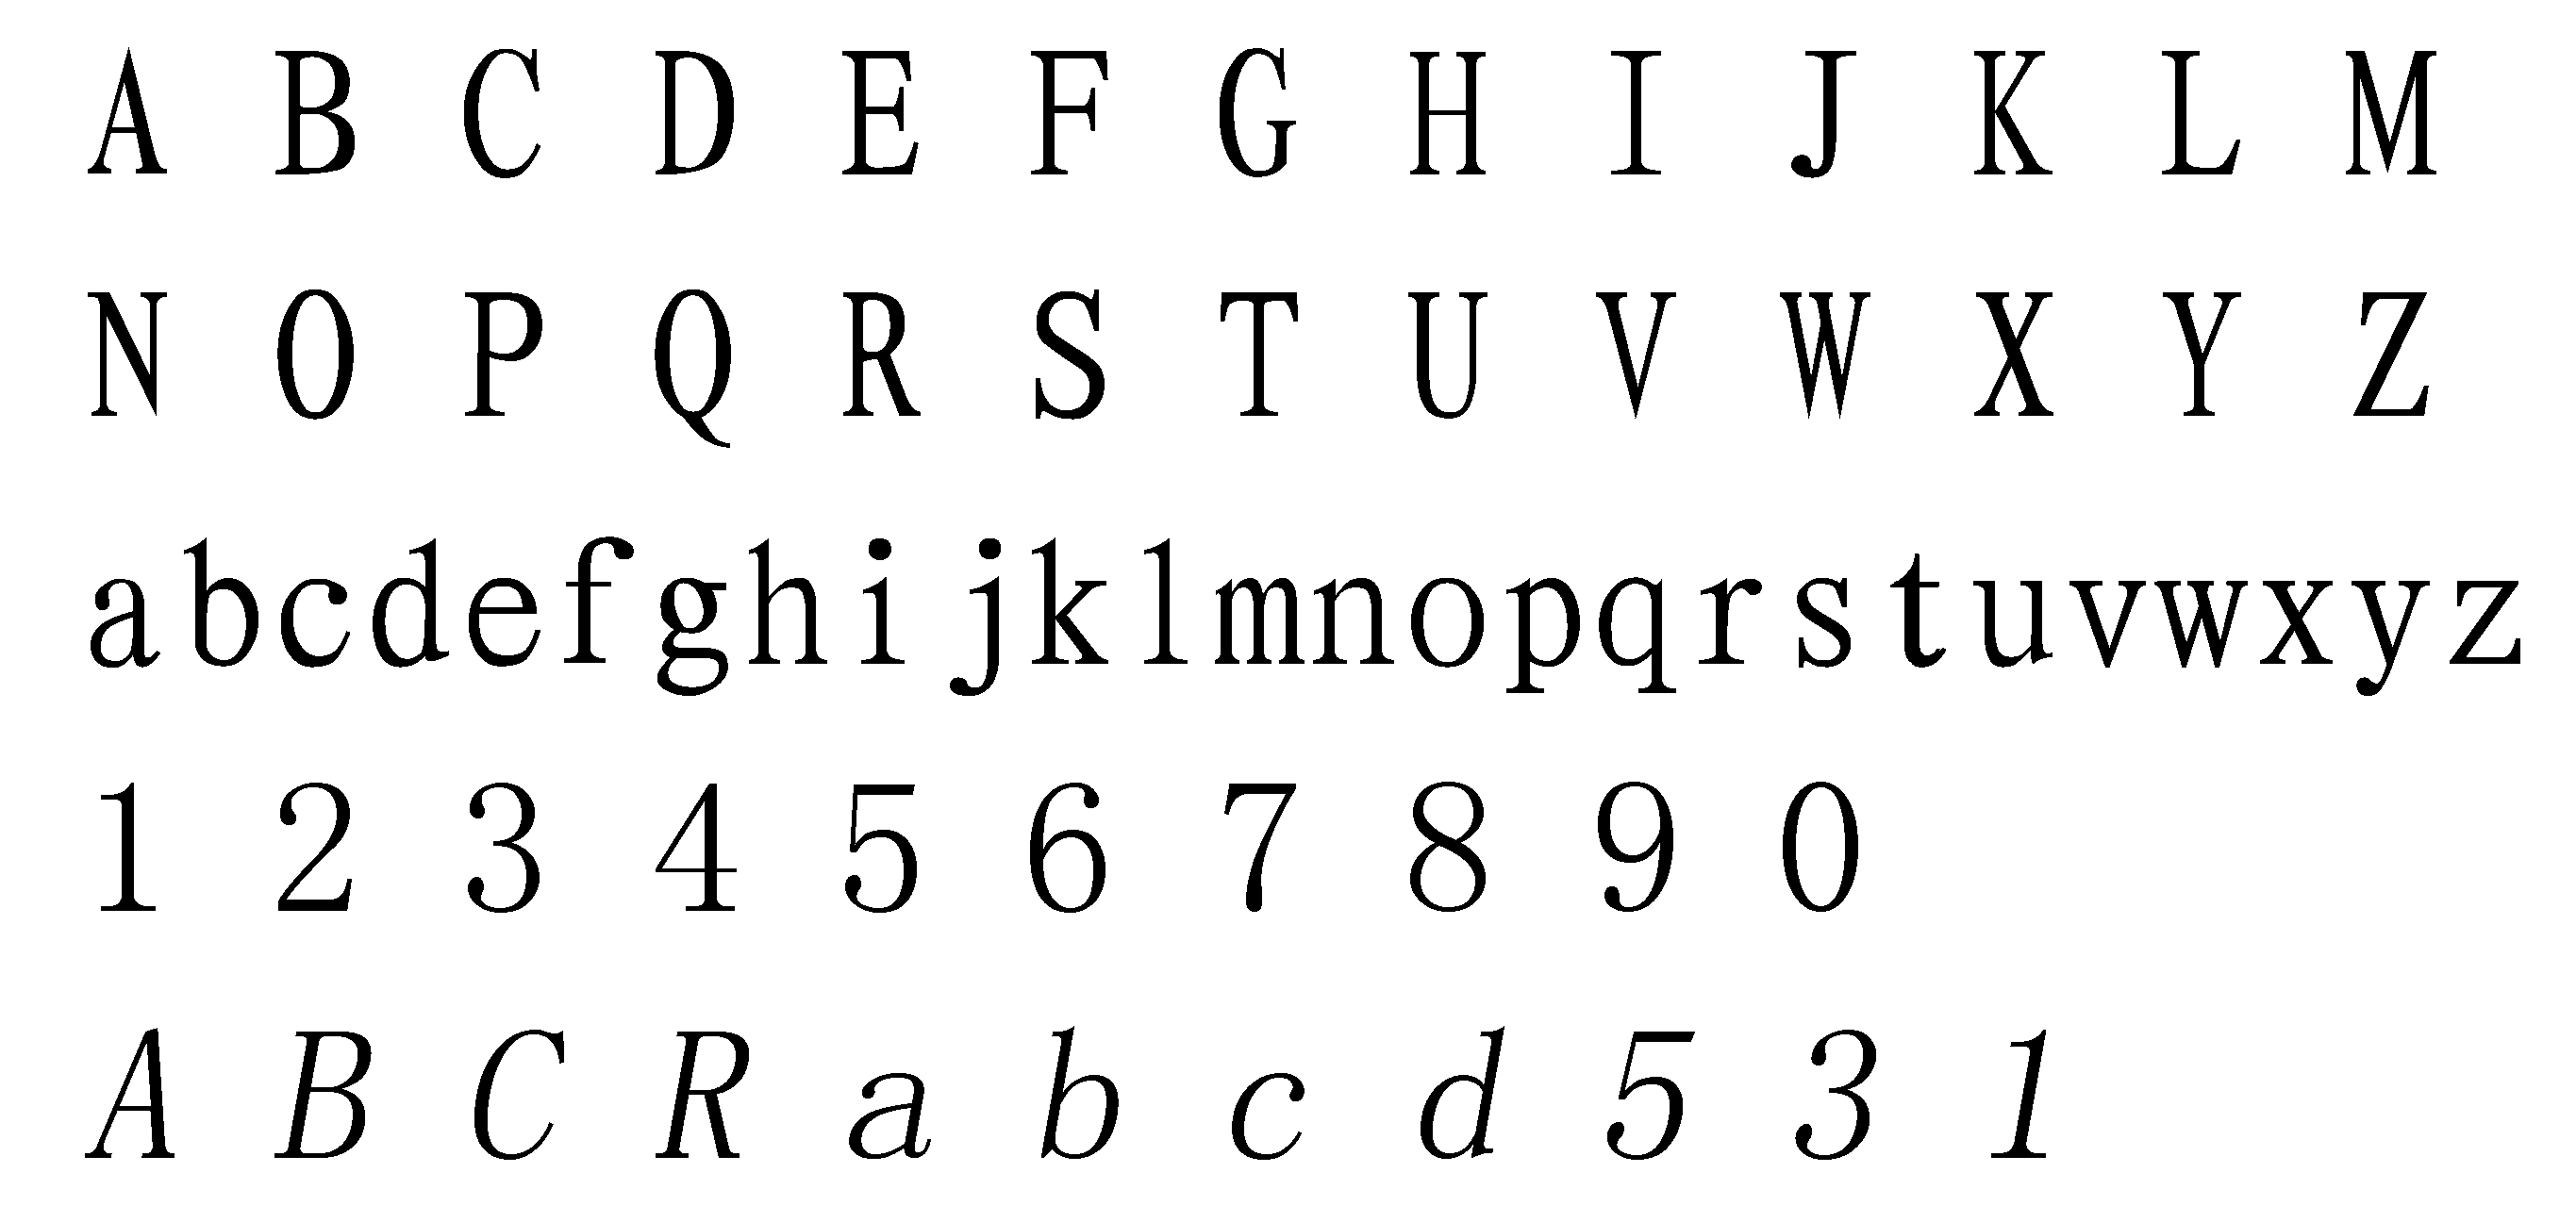 A B C D E F G H I J K L M
N O P Q R S T U V W X Y Z
abcdefghijklmnopqrstuvwxyz
1 2 3 4 5 6 7 8 9 0
A B C R a b c d 5 3 1